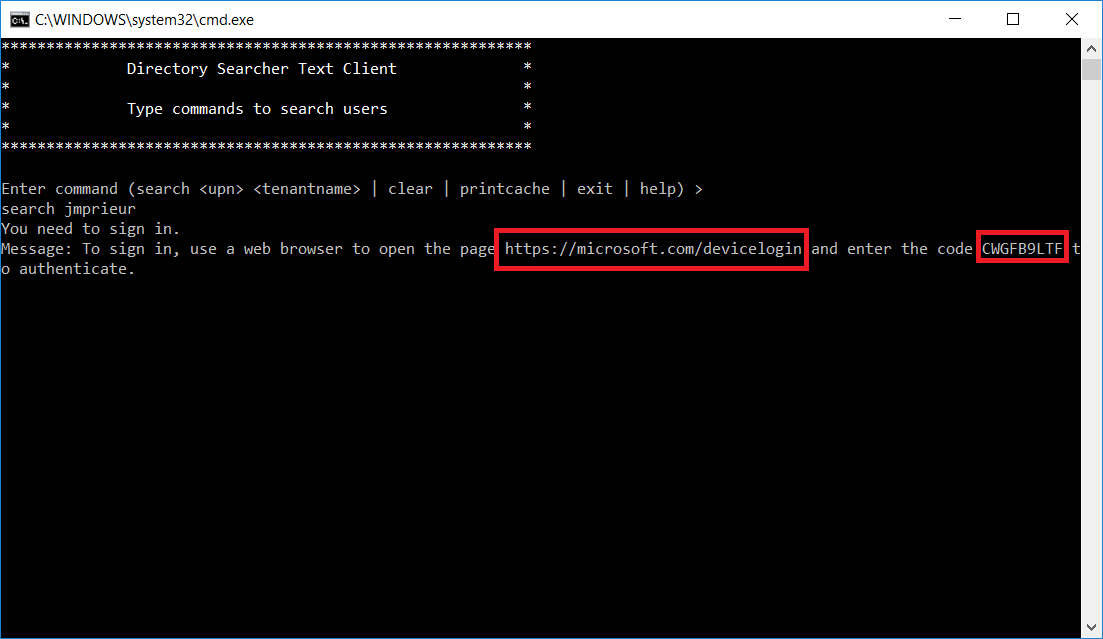 C:\WINDOWS\system32\cmd.exe
***********************************************************
* Directory Searcher Text Client *
* *
* Type commands to search users *
* *
***********************************************************
Enter command (search <upn> <tenantname> | clear | printcache | exit | help) >
search jmprieur
You need to sign in.
Message: To sign in, use a web browser to open the page https://microsoft.com/devicelogin and enter the code CWGFB9LTF t
o authenticate.